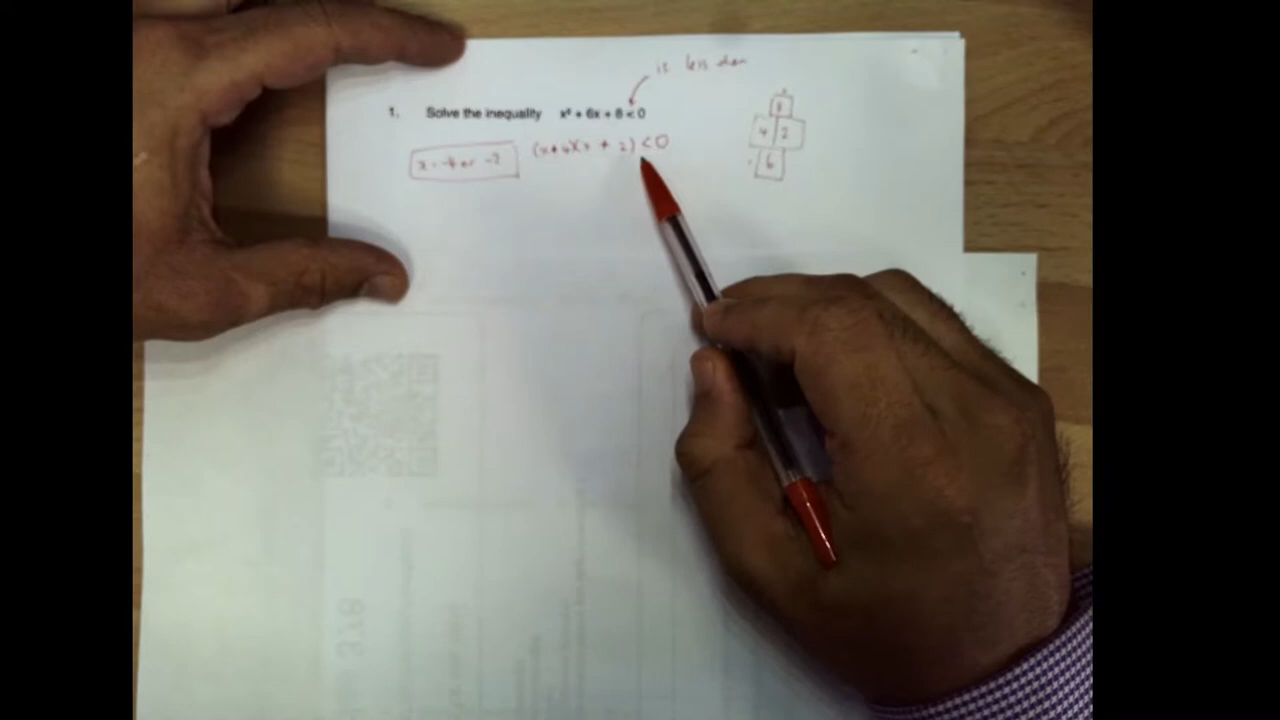 is less than
1. Solve the inequality x² + 6x + 8 < 0
(x+4)(x + 2) < 0
x = -4 or -2
8
4 2
6
378